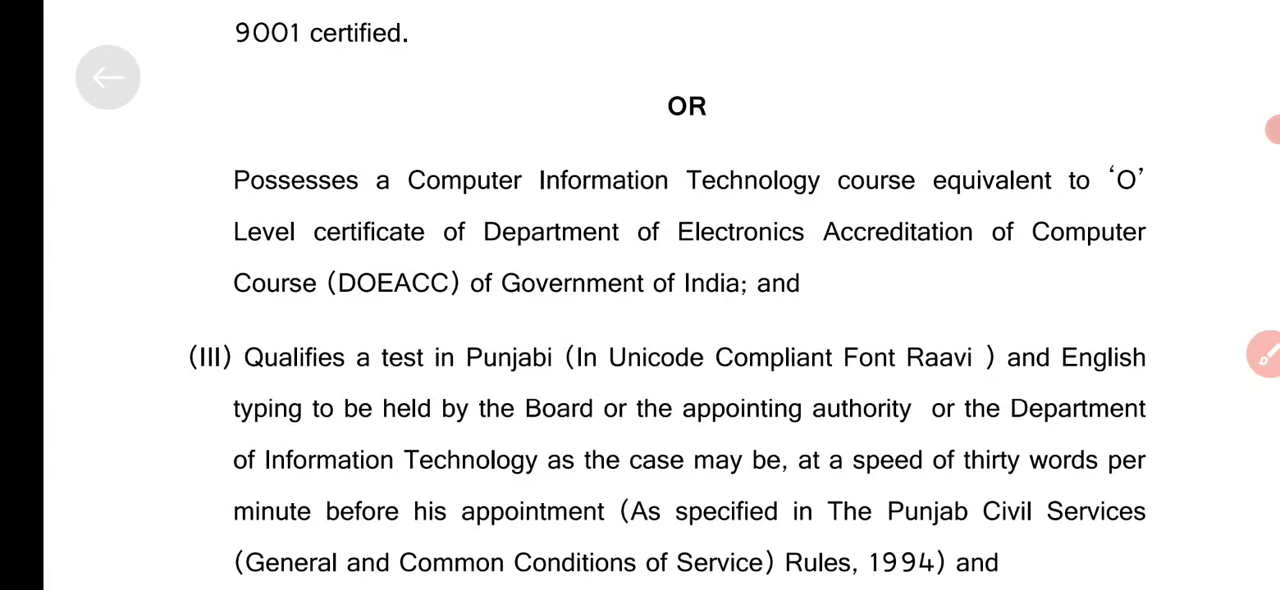 9001 certified.
OR
Possesses a Computer Information Technology course equivalent to ‘O’
Level certificate of Department of Electronics Accreditation of Computer
Course (DOEACC) of Government of India; and
(III) Qualifies a test in Punjabi (In Unicode Compliant Font Raavi ) and English
typing to be held by the Board or the appointing authority or the Department
of Information Technology as the case may be, at a speed of thirty words per
minute before his appointment (As specified in The Punjab Civil Services
(General and Common Conditions of Service) Rules, 1994) and